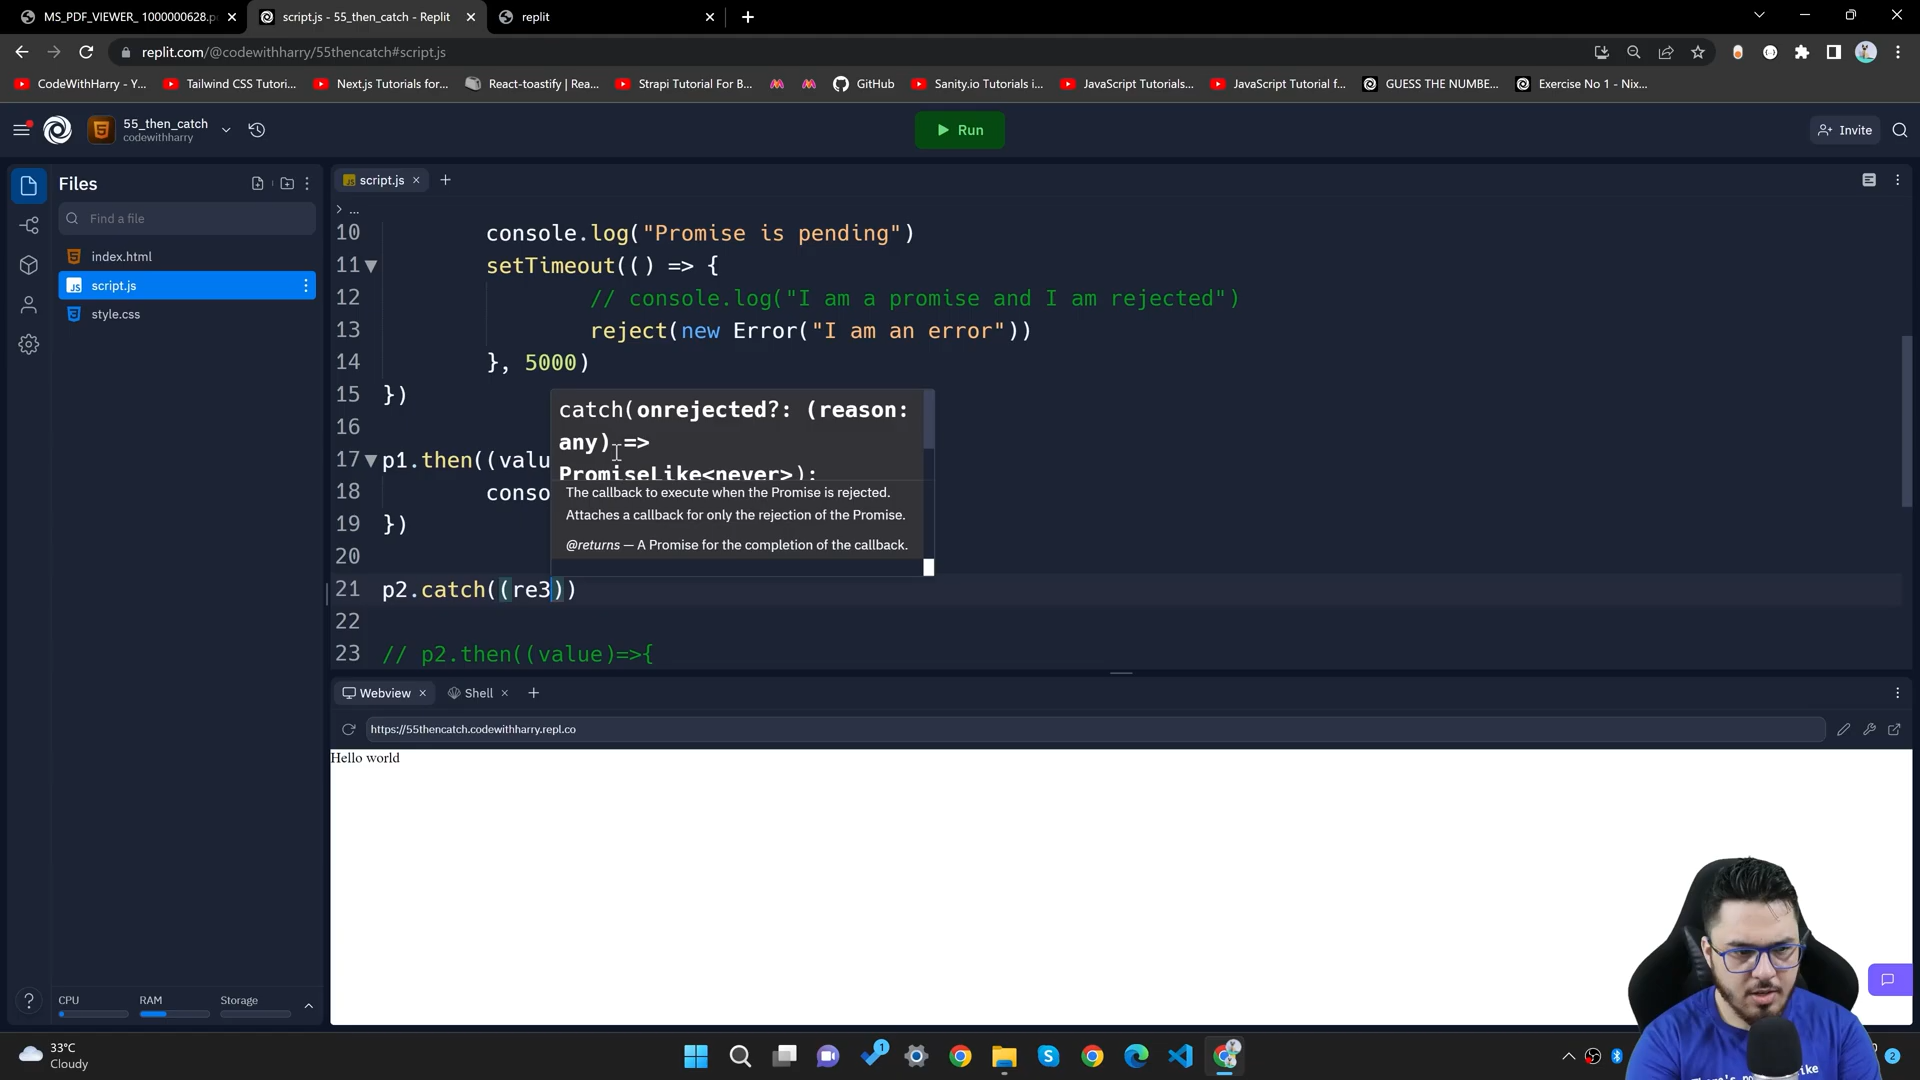 MS_PDF_VIEWER_ 1000000628.p
script.js - 55_then_catch - Replit
replit
replit.com/@codewithharry/55thencatch#script.js
CodeWithHarry - Y...
Tailwind CSS Tutori...
Next.js Tutorials for...
React-toastify | Rea...
Strapi Tutorial For B...
GitHub
Sanity.io Tutorials i...
JavaScript Tutorials...
JavaScript Tutorial f...
GUESS THE NUMBE...
Exercise No 1 - Nix...
55_then_catch
codewithharry
Run
Invite
Files
Find a file
index.html
script.js
style.css
script.js
> ...
10 console.log("Promise is pending")
11 setTimeout(() => {
12 // console.log("I am a promise and I am rejected")
13 reject(new Error("I am an error"))
14 }, 5000)
15 })
16
17 p1.then((valu
18 conso
19 })
20
21 p2.catch((re3))
22
23 // p2.then((value)=>{
catch(onrejected?: (reason:
any) =>
PromiseLike<never>):
The callback to execute when the Promise is rejected.
Attaches a callback for only the rejection of the Promise.
@returns — A Promise for the completion of the callback.
Webview
Shell
https://55thencatch.codewithharry.repl.co
Hello world
CPU
RAM
Storage
33°C
Cloudy
1
2
There's no like